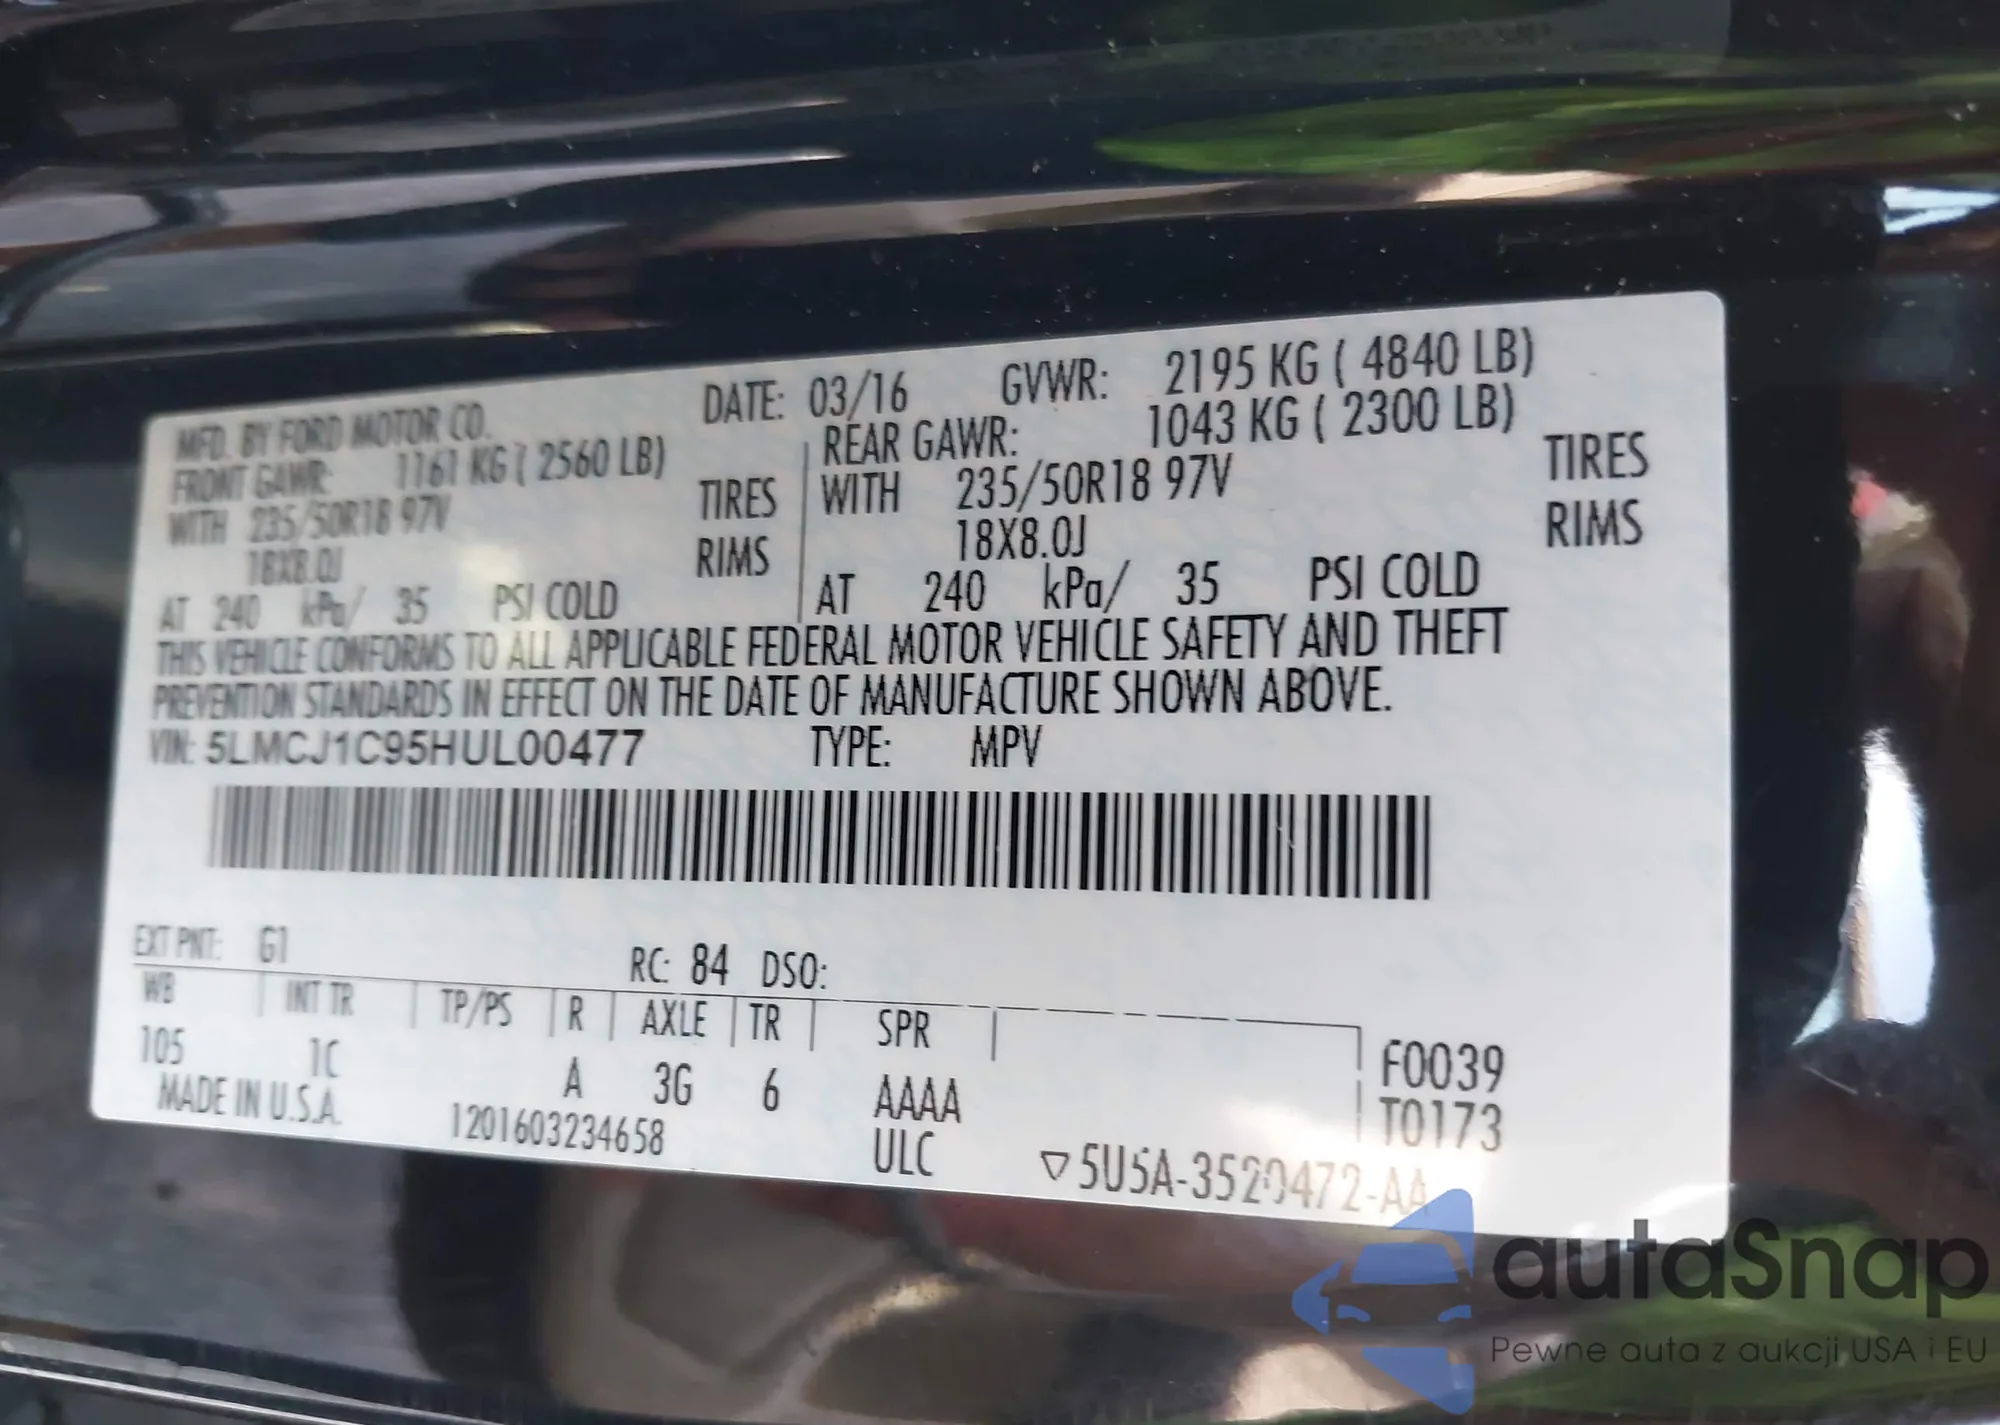 MFD. BY FORD MOTOR CO. DATE: 03/16 GVWR: 2195 KG ( 4840 LB)
FRONT GAWR: 1161 KG ( 2560 LB) REAR GAWR: 1043 KG ( 2300 LB)
WITH 235/50R18 97V TIRES WITH 235/50R18 97V TIRES
18X8.0J RIMS 18X8.0J RIMS
AT 240 kPa/ 35 PSI COLD AT 240 kPa/ 35 PSI COLD
THIS VEHICLE CONFORMS TO ALL APPLICABLE FEDERAL MOTOR VEHICLE SAFETY AND THEFT
PREVENTION STANDARDS IN EFFECT ON THE DATE OF MANUFACTURE SHOWN ABOVE.
VIN: 5LMCJ1C95HUL00477 TYPE: MPV
EXT PNT: G1 RC: 84 DSO:
WB INT TR TP/PS R AXLE TR SPR
105 1C A 3G 6 AAAA F0039
MADE IN U.S.A. 1201603234658 ULC T0173
▽5U5A-3520472-AA
autaSnap
Pewne auta z aukcji USA i EU